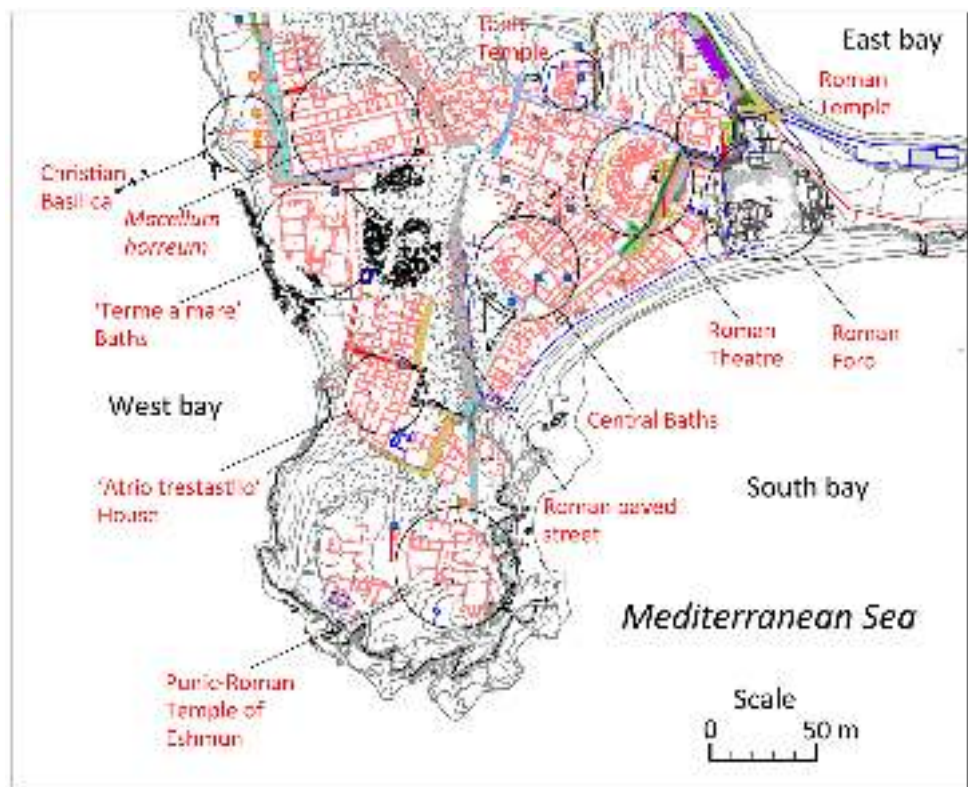 East bay
Temple
Roman
Temple
Christian
Basilica
Macellum
horreum
'Terme a mare'
Baths
Roman
Theatre
Roman
Foro
West bay
Central Baths
'Atrio trestastilo'
House
South bay
Roman paved
street
Mediterranean Sea
Punic-Roman
Temple of
Eshmun
Scale
0 50 m